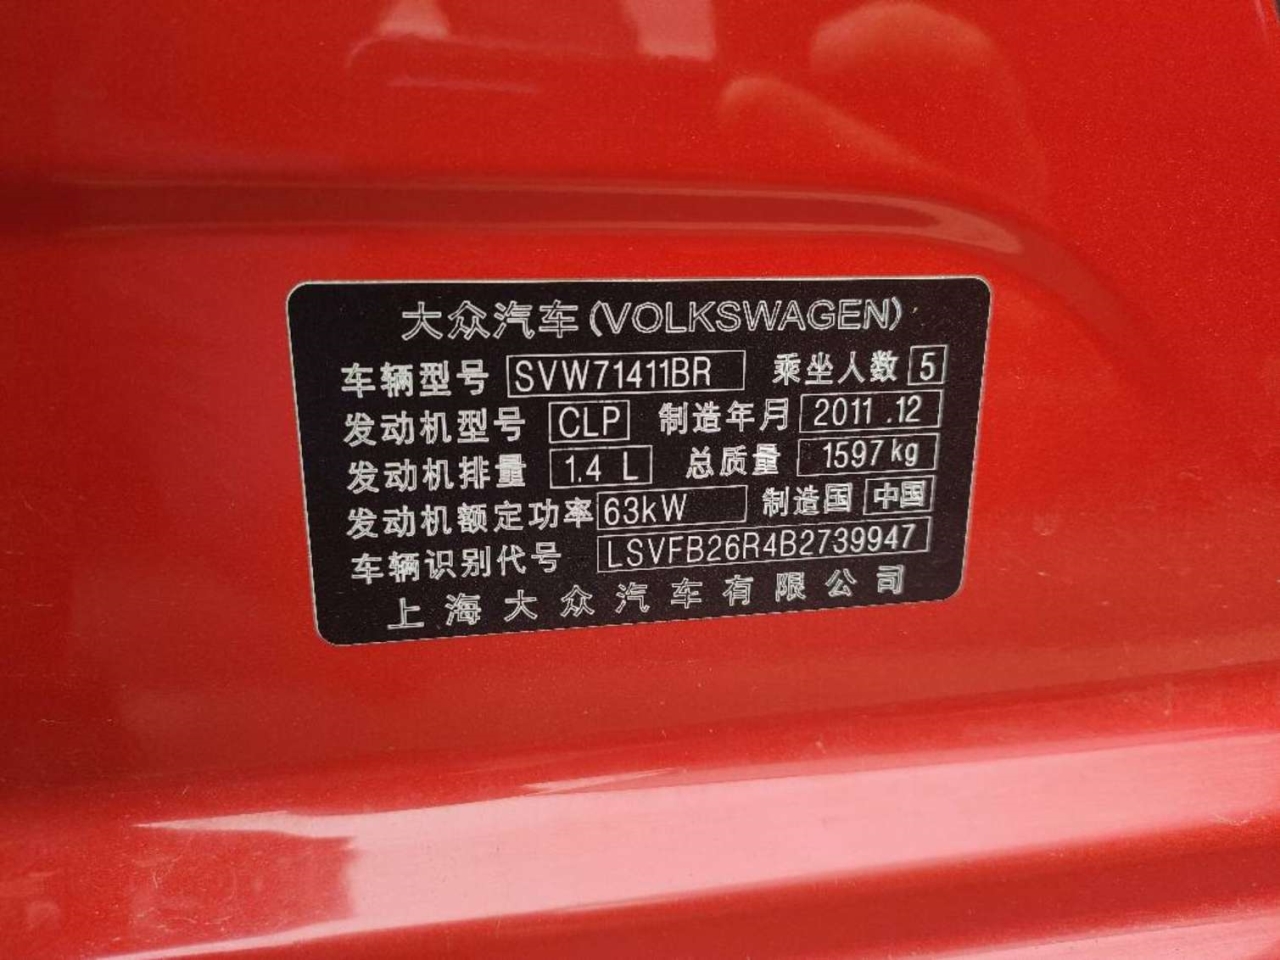 大众汽车(VOLKSWAGEN)
车辆型号 SVW71411BR 乘坐人数 5
发动机型号 CLP 制造年月 2011.12
发动机排量 1.4 L 总质量 1597 kg
发动机额定功率 63kW 制造国 中国
车辆识别代号 LSVFB26R4B2739947
上海大众汽车有限公司